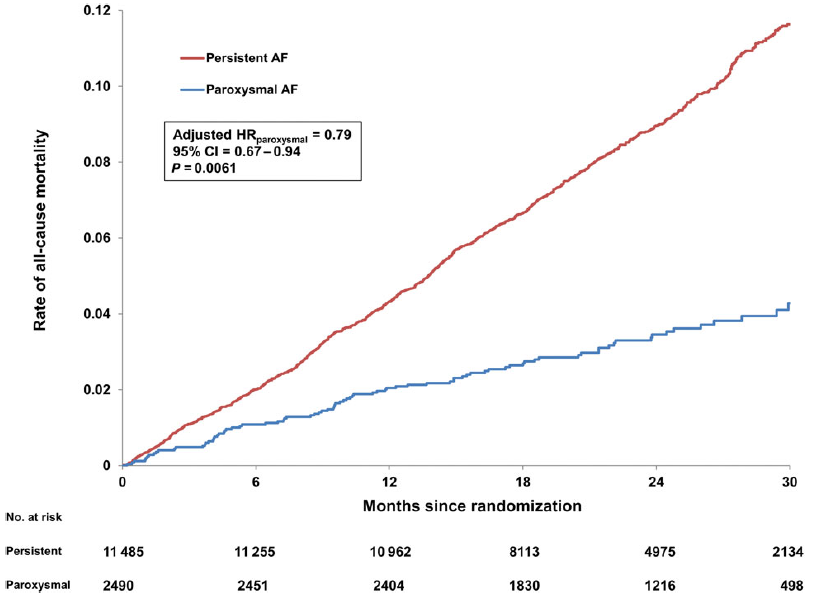 0.12
0.10
0.08
0.06
0.04
0.02
0
Rate of all-cause mortality
Persistent AF
Paroxysmal AF
Adjusted HRparoxysmal = 0.79
95% CI = 0.67–0.94
P = 0.0061
0 6 12 18 24 30
Months since randomization
No. at risk
Persistent 11 485 11 255 10 962 8113 4975 2134
Paroxysmal 2490 2451 2404 1830 1216 498